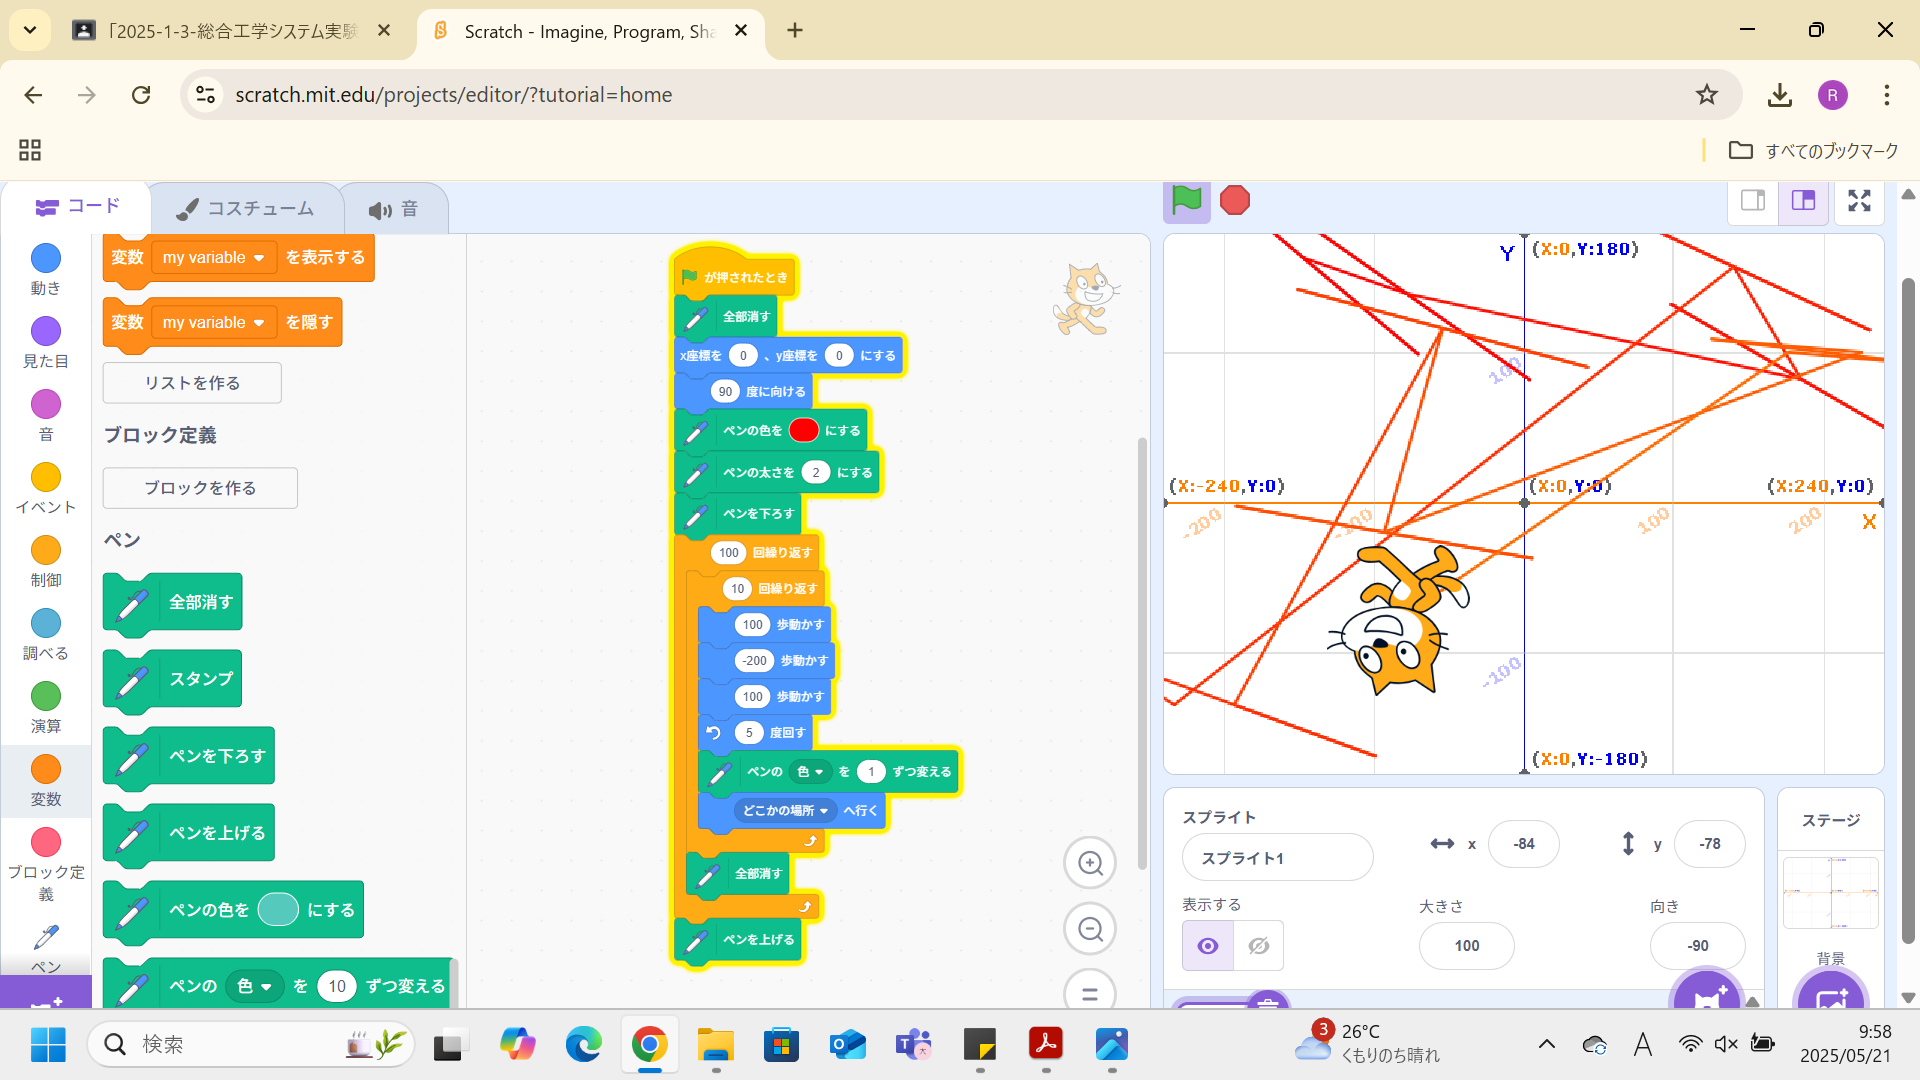 「2025-1-3-総合工学システム実験
Scratch - Imagine, Program, Sha
scratch.mit.edu/projects/editor/?tutorial=home
R
すべてのブックマーク
コード
コスチューム
音
動き
見た目
音
イベント
制御
調べる
演算
変数
ブロック定義
ペン
変数 my variable を表示する
変数 my variable を隠す
リストを作る
ブロック定義
ブロックを作る
ペン
全部消す
スタンプ
ペンを下ろす
ペンを上げる
ペンの色を にする
ペンの 色 を 10 ずつ変える
が押されたとき
全部消す
x座標を 0 、y座標を 0 にする
90 度に向ける
ペンの色を にする
ペンの太さを 2 にする
ペンを下ろす
100 回繰り返す
10 回繰り返す
100 歩動かす
-200 歩動かす
100 歩動かす
5 度回す
ペンの 色 を 1 ずつ変える
どこかの場所 へ行く
全部消す
ペンを上げる
Y (X:0,Y:180)
100
(X:-240,Y:0) (X:0,Y:0) (X:240,Y:0)
-200 -100 100 200 X
-100
(X:0,Y:-180)
スプライト
スプライト1
x -84 y -78
表示する 大きさ 向き
100 -90
ステージ
背景
検索
3
26°C
くもりのち晴れ
A
9:58
2025/05/21